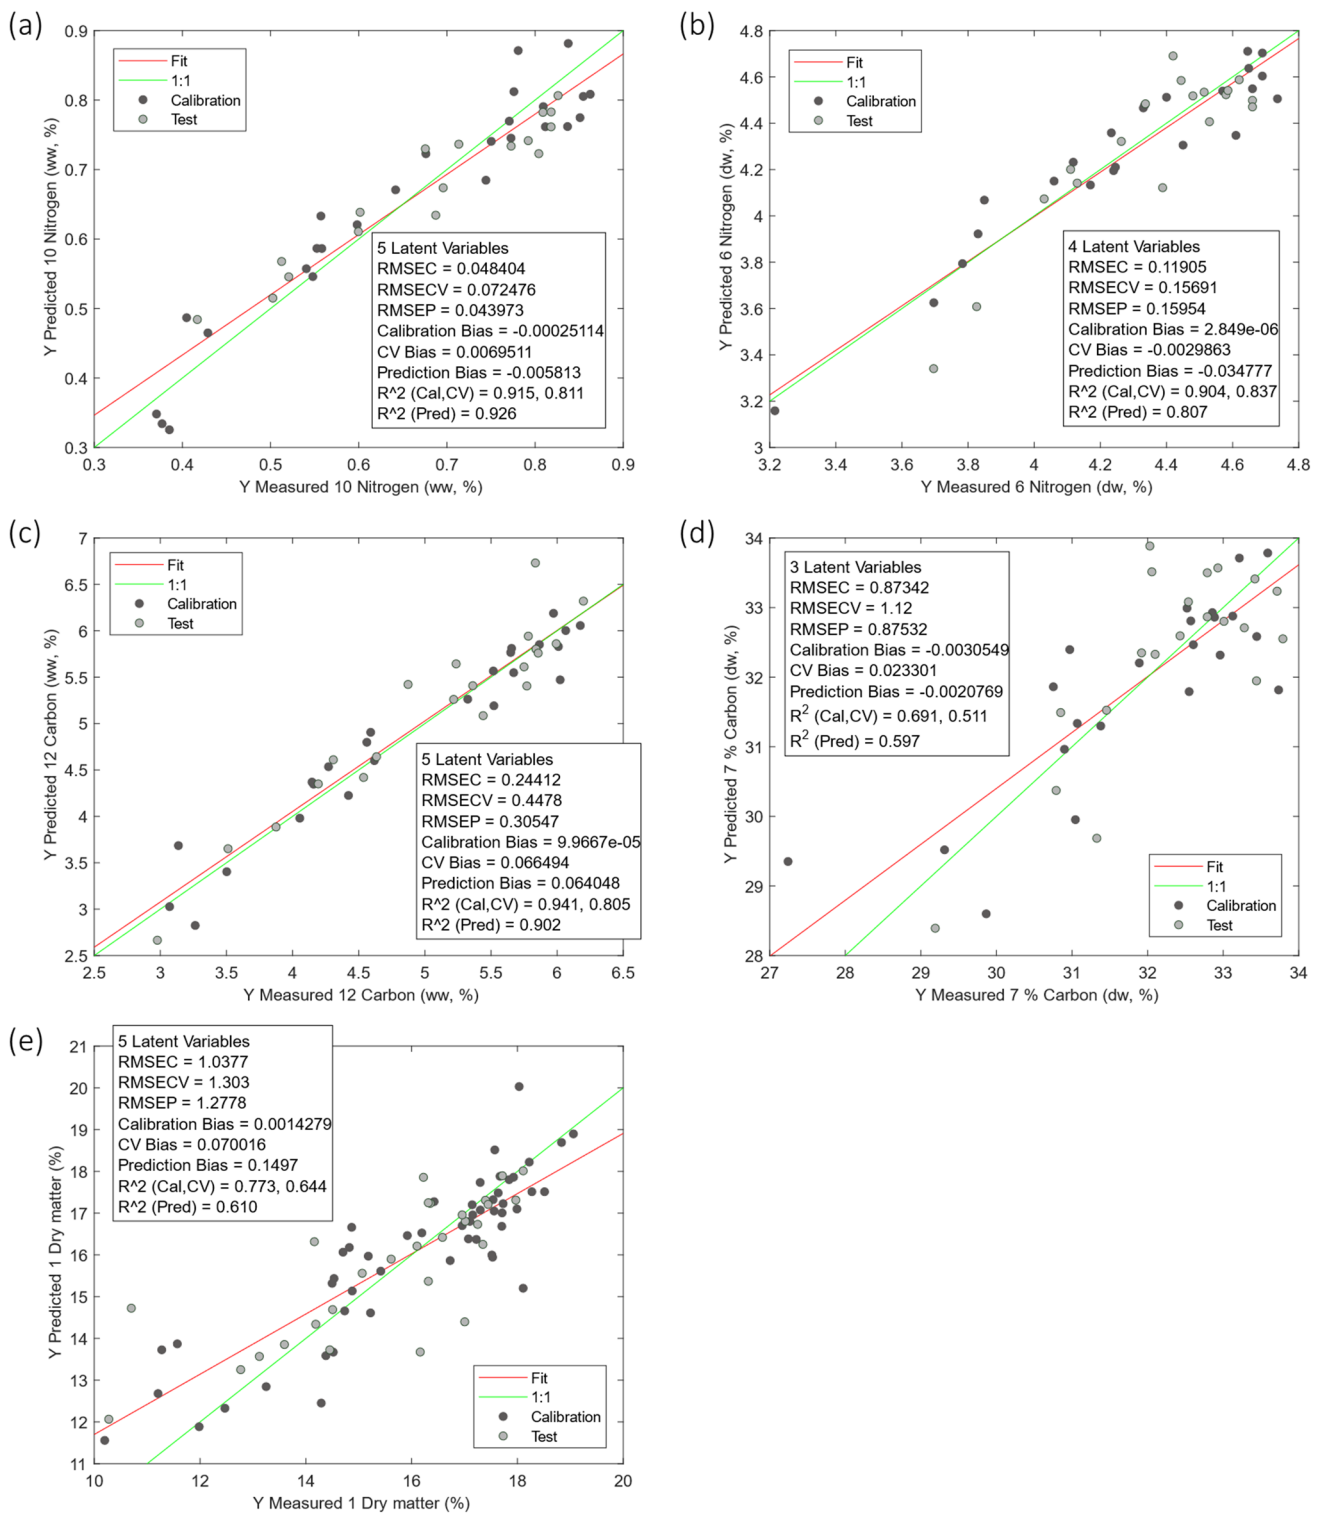 (a)
0.9
0.8
0.7
0.6
0.5
0.4
0.3
Y Predicted 10 Nitrogen (ww, %)
Fit
1:1
Calibration
Test
5 Latent Variables
RMSEC = 0.048404
RMSECV = 0.072476
RMSEP = 0.043973
Calibration Bias = -0.00025114
CV Bias = 0.0069511
Prediction Bias = -0.005813
R^2 (Cal,CV) = 0.915, 0.811
R^2 (Pred) = 0.926
0.3 0.4 0.5 0.6 0.7 0.8 0.9
Y Measured 10 Nitrogen (ww, %)
(b)
4.8
4.6
4.4
4.2
4
3.8
3.6
3.4
3.2
3
Y Predicted 6 Nitrogen (dw, %)
Fit
1:1
Calibration
Test
4 Latent Variables
RMSEC = 0.11905
RMSECV = 0.15691
RMSEP = 0.15954
Calibration Bias = 2.849e-06
CV Bias = -0.0029863
Prediction Bias = -0.034777
R^2 (Cal,CV) = 0.904, 0.837
R^2 (Pred) = 0.807
3.2 3.4 3.6 3.8 4 4.2 4.4 4.6 4.8
Y Measured 6 Nitrogen (dw, %)
(c)
7
6.5
6
5.5
5
4.5
4
3.5
3
2.5
Y Predicted 12 Carbon (ww, %)
Fit
1:1
Calibration
Test
5 Latent Variables
RMSEC = 0.24412
RMSECV = 0.4478
RMSEP = 0.30547
Calibration Bias = 9.9667e-05
CV Bias = 0.066494
Prediction Bias = 0.064048
R^2 (Cal,CV) = 0.941, 0.805
R^2 (Pred) = 0.902
2.5 3 3.5 4 4.5 5 5.5 6 6.5
Y Measured 12 Carbon (ww, %)
(d)
34
33
32
31
30
29
28
Y Predicted 7 % Carbon (dw, %)
3 Latent Variables
RMSEC = 0.87342
RMSECV = 1.12
RMSEP = 0.87532
Calibration Bias = -0.0030549
CV Bias = 0.023301
Prediction Bias = -0.0020769
R² (Cal,CV) = 0.691, 0.511
R² (Pred) = 0.597
Fit
1:1
Calibration
Test
27 28 29 30 31 32 33 34
Y Measured 7 % Carbon (dw, %)
(e)
21
20
19
18
17
16
15
14
13
12
11
Y Predicted 1 Dry matter (%)
5 Latent Variables
RMSEC = 1.0377
RMSECV = 1.303
RMSEP = 1.2778
Calibration Bias = 0.0014279
CV Bias = 0.070016
Prediction Bias = 0.1497
R^2 (Cal,CV) = 0.773, 0.644
R^2 (Pred) = 0.610
Fit
1:1
Calibration
Test
10 12 14 16 18 20
Y Measured 1 Dry matter (%)